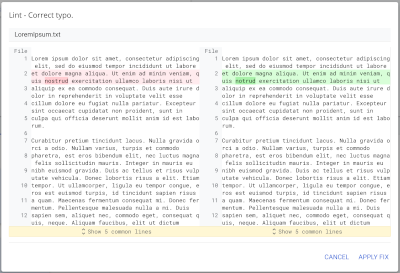 Lint - Correct typo.
LoremIpsum.txt
File
1 Lorem ipsum dolor sit amet, consectetur adipiscing
elit, sed do eiusmod tempor incididunt ut labore
2 et dolore magna aliqua. Ut enim ad minim veniam, q
uis exercitation ullamco laboris nisi ut
3 aliquip ex ea commodo consequat. Duis aute irure d
olor in reprehenderit in voluptate velit esse
4 cillum dolore eu fugiat nulla pariatur. Excepteur
sint occaecat cupidatat non proident, sunt in
5 culpa qui officia deserunt mollit anim id est labo
rum.
6
7 Curabitur pretium tincidunt lacus. Nulla gravida o
rci a odio. Nullam varius, turpis et commodo
8 pharetra, est eros bibendum elit, nec luctus magna
felis sollicitudin mauris. Integer in mauris eu
9 nibh euismod gravida. Duis ac tellus et risus vulp
utate vehicula. Donec lobortis risus a elit. Etiam
10 tempor. Ut ullamcorper, ligula eu tempor congue, e
ros est euismod turpis, id tincidunt sapien risus
11 a quam. Maecenas fermentum consequat mi. Donec fer
mentum. Pellentesque malesuada nulla a mi. Duis
12 sapien sem, aliquet nec, commodo eget, consequat q
uis, neque. Aliquam faucibus, elit ut dictum
Show 5 common lines
File
1 Lorem ipsum dolor sit amet, consectetur adipiscing
elit, sed do eiusmod tempor incididunt ut labore
2 et dolore magna aliqua. Ut enim ad minim veniam, q
uis nostrud exercitation ullamco laboris nisi ut
3 aliquip ex ea commodo consequat. Duis aute irure d
olor in reprehenderit in voluptate velit esse
4 cillum dolore eu fugiat nulla pariatur. Excepteur
sint occaecat cupidatat non proident, sunt in
5 culpa qui officia deserunt mollit anim id est labo
rum.
6
7 Curabitur pretium tincidunt lacus. Nulla gravida o
rci a odio. Nullam varius, turpis et commodo
8 pharetra, est eros bibendum elit, nec luctus magna
felis sollicitudin mauris. Integer in mauris eu
9 nibh euismod gravida. Duis ac tellus et risus vulp
utate vehicula. Donec lobortis risus a elit. Etiam
10 tempor. Ut ullamcorper, ligula eu tempor congue, e
ros est euismod turpis, id tincidunt sapien risus
11 a quam. Maecenas fermentum consequat mi. Donec fer
mentum. Pellentesque malesuada nulla a mi. Duis
12 sapien sem, aliquet nec, commodo eget, consequat q
uis, neque. Aliquam faucibus, elit ut dictum
Show 5 common lines
CANCEL APPLY FIX